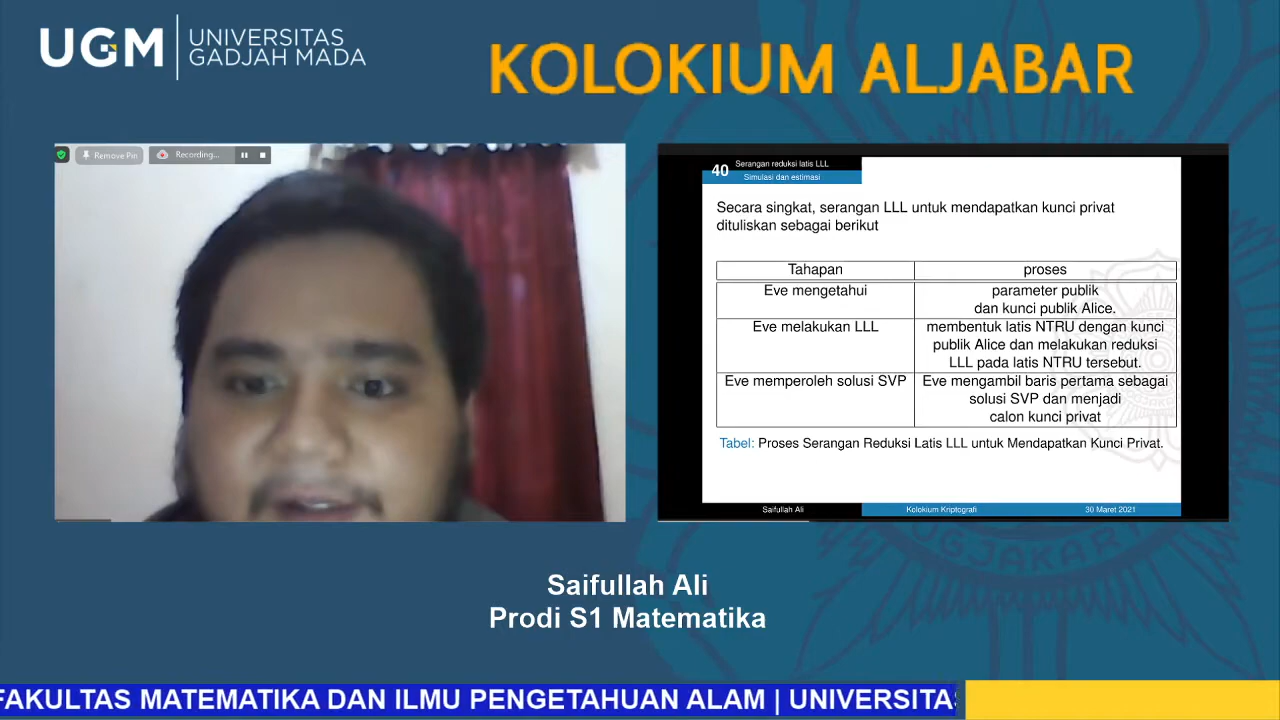 UGM
UNIVERSITAS
GADJAH MADA
KOLOKIUM ALJABAR
Remove Pin
Recording...
40
Serangan reduksi latis LLL
Simulasi dan estimasi
Secara singkat, serangan LLL untuk mendapatkan kunci privat
dituliskan sebagai berikut
Tahapan
proses
Eve mengetahui
parameter publik
dan kunci publik Alice.
Eve melakukan LLL
membentuk latis NTRU dengan kunci
publik Alice dan melakukan reduksi
LLL pada latis NTRU tersebut.
Eve memperoleh solusi SVP
Eve mengambil baris pertama sebagai
solusi SVP dan menjadi
calon kunci privat
Tabel: Proses Serangan Reduksi Latis LLL untuk Mendapatkan Kunci Privat.
Saifullah Ali
Kolokium Kriptografi
30 Maret 2021
Saifullah Ali
Prodi S1 Matematika
FAKULTAS MATEMATIKA DAN ILMU PENGETAHUAN ALAM | UNIVERSITAS